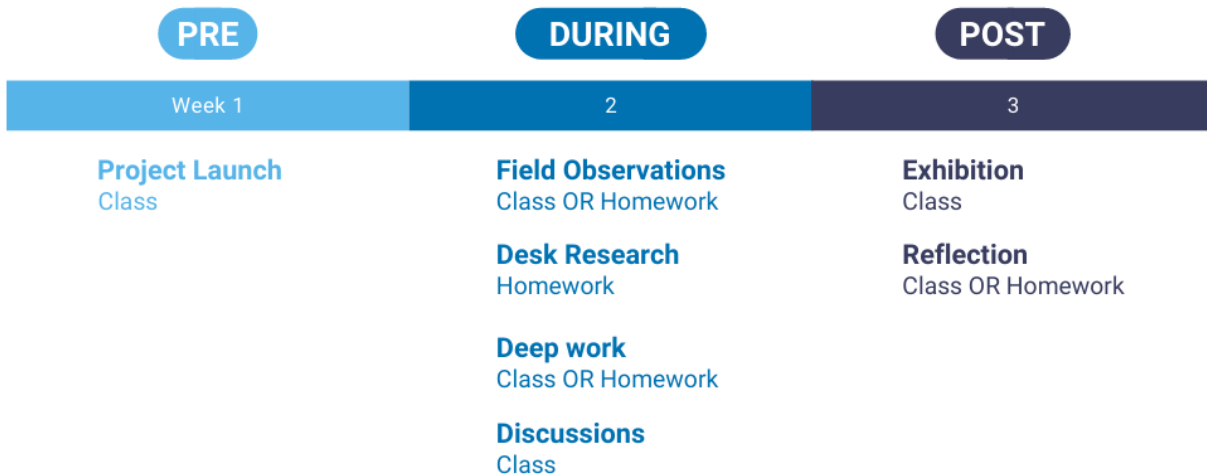 PRE
DURING
POST
Week 1
2
3
Project Launch
Class
Field Observations
Class OR Homework
Desk Research
Homework
Deep work
Class OR Homework
Discussions
Class
Exhibition
Class
Reflection
Class OR Homework